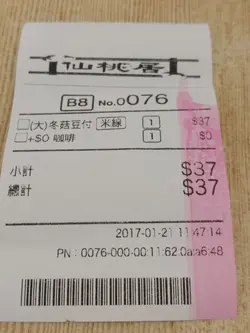 仙桃居
B8 No.0076
(大)冬菇豆付 米線 1 $37
+$0 咖啡 1 $0
小計 $37
總計 $37
2017-01-21 11:47:14
PN : 0076-000-00:11:62:0a:a6:48